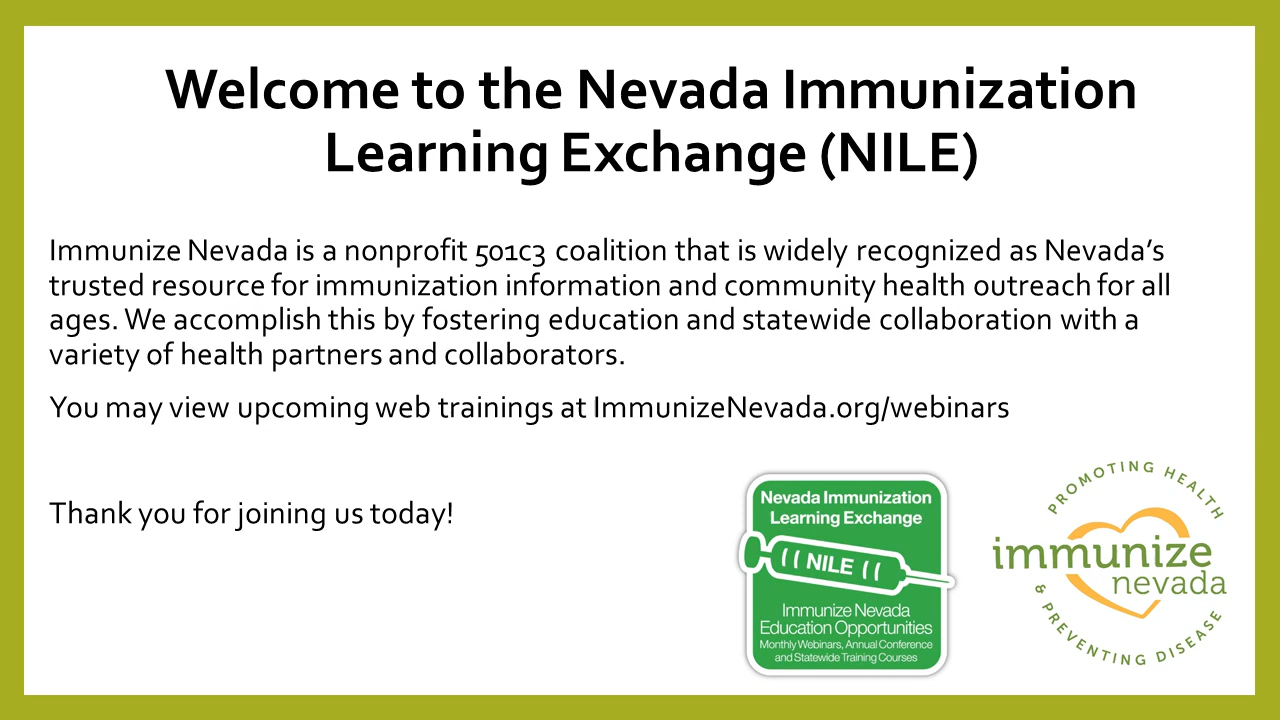 Welcome to the Nevada Immunization
Learning Exchange (NILE)
Immunize Nevada is a nonprofit 501c3 coalition that is widely recognized as Nevada’s
trusted resource for immunization information and community health outreach for all
ages. We accomplish this by fostering education and statewide collaboration with a
variety of health partners and collaborators.
You may view upcoming web trainings at ImmunizeNevada.org/webinars
Thank you for joining us today!
Nevada Immunization
Learning Exchange
NILE
Immunize Nevada
Education Opportunities
Monthly Webinars, Annual Conference
and Statewide Training Courses
PROMOTING HEALTH
immunize
nevada
& PREVENTING DISEASE